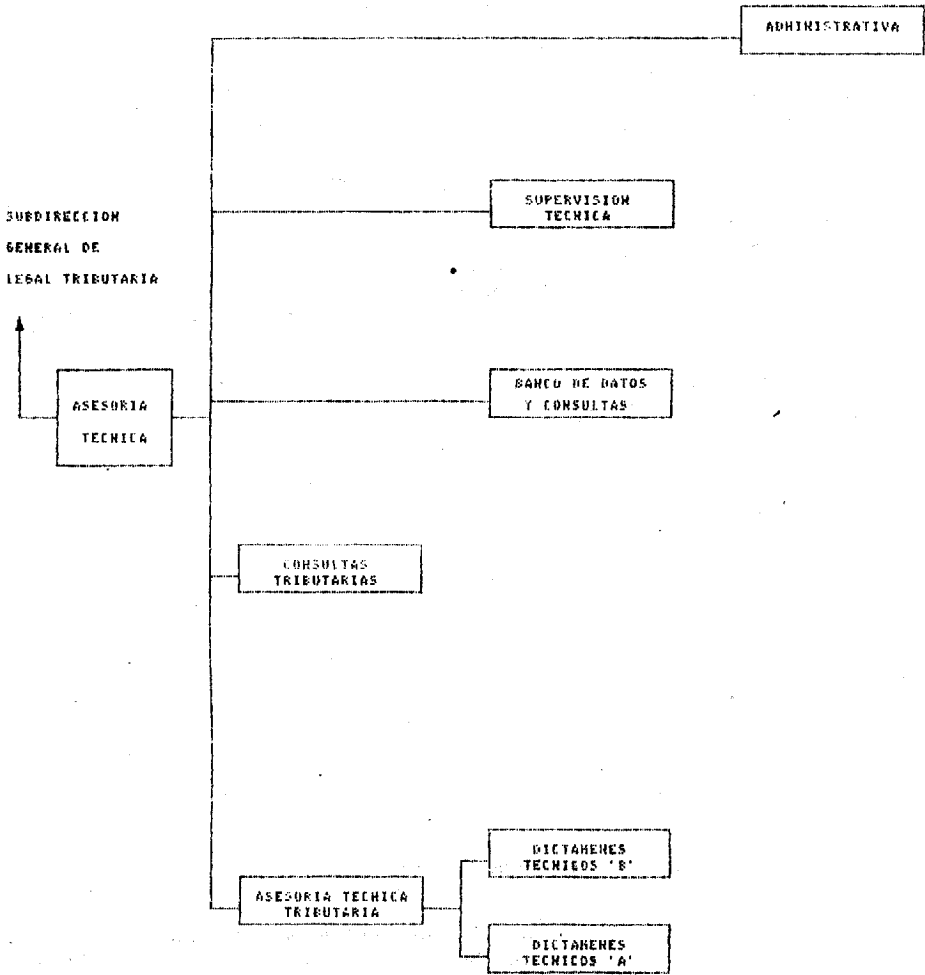 ADMINISTRATIVA
SUPERVISION
TECNICA
SUBDIRECCION
GENERAL DE
LEGAL TRIBUTARIA
BANCO DE DATOS
Y CONSULTAS
ASESORIA
TECNICA
CONSULTAS
TRIBUTARIAS
DICTAMENES
TECNICOS 'B'
ASESORIA TECNICA
TRIBUTARIA
DICTAMENES
TECNICOS 'A'